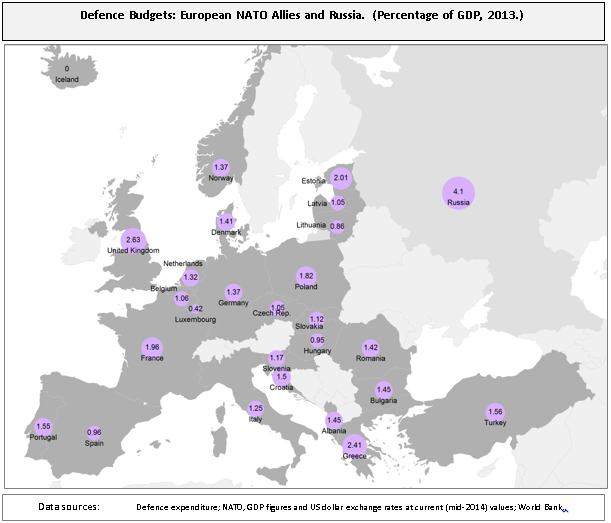 Defence Budgets: European NATO Allies and Russia. (Percentage of GDP, 2013.)
0
Iceland
1.37
Norway
Estonia 2.01
4.1
Russia
Latvia 1.05
Lithuania 0.86
1.41
Denmark
2.63
United Kingdom
Netherlands
1.32
Belgium
1.06
0.42
Luxembourg
1.37
Germany
1.82
Poland
1.05
Czech Rep.
1.12
Slovakia
0.95
Hungary
1.96
France
1.42
Romania
1.17
Slovenia
1.5
Croatia
1.45
Bulgaria
1.25
Italy
1.45
Albania
2.41
Greece
1.56
Turkey
1.55
Portugal
0.96
Spain
Data sources: Defence expenditure; NATO, GDP figures and US dollar exchange rates at current (mid-2014) values; World Bank